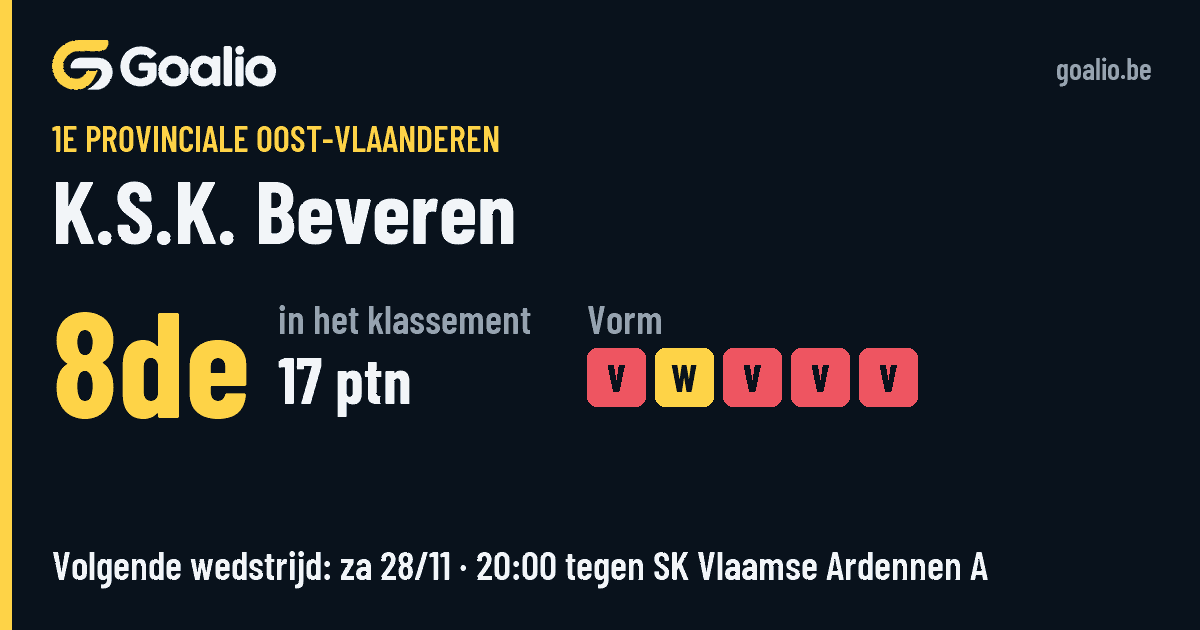 Goalio
goalio.be
1E PROVINCIALE OOST-VLAANDEREN
K.S.K. Beveren
8de
in het klassement
17 ptn
Vorm
V W V V V
Volgende wedstrijd: za 28/11 · 20:00 tegen SK Vlaamse Ardennen A